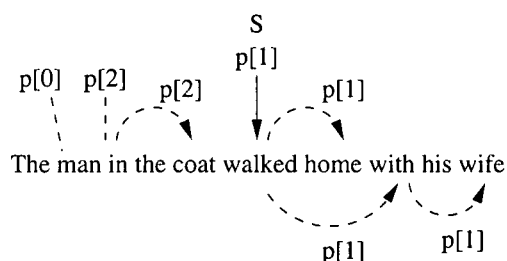 S
p[1]
p[0] p[2] p[2] p[1]
The man in the coat walked home with his wife
p[1]
p[1]